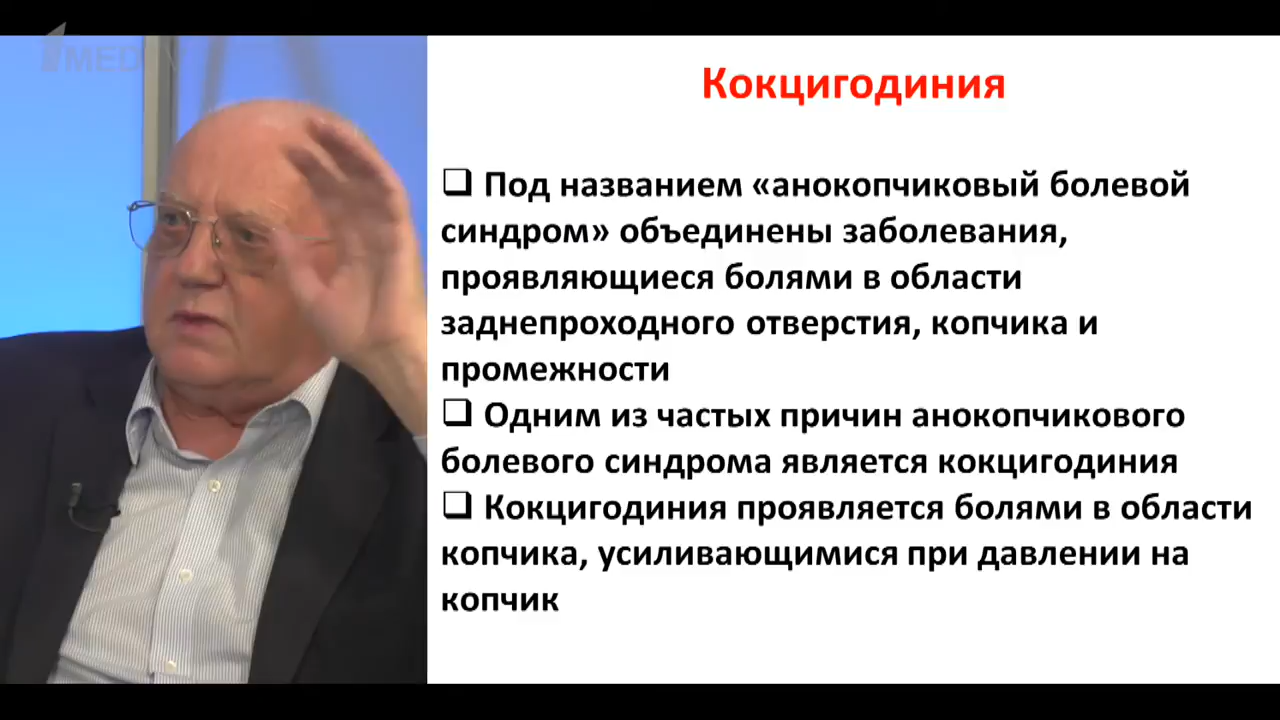 1MED
Кокцигодиния
❑ Под названием «анокопчиковый болевой
синдром» объединены заболевания,
проявляющиеся болями в области
заднепроходного отверстия, копчика и
промежности
❑ Одним из частых причин анокопчикового
болевого синдрома является кокцигодиния
❑ Кокцигодиния проявляется болями в области
копчика, усиливающимися при давлении на
копчик